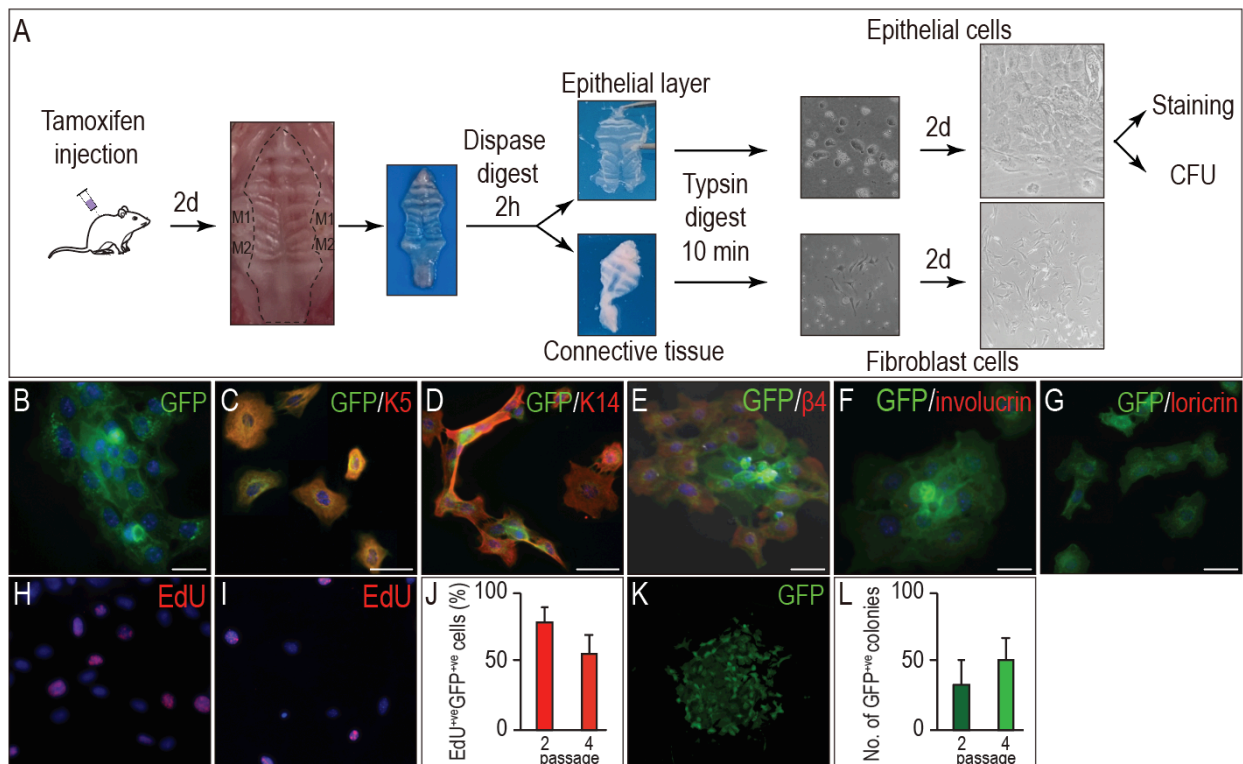 A
Tamoxifen
injection
2d
M1
M2
M1
M2
Dispase
digest
2h
Epithelial layer
Connective tissue
Typsin
digest
10 min
Epithelial cells
2d
2d
Fibroblast cells
Staining
CFU
B GFP
C GFP/K5
D GFP/K14
E GFP/β4
F GFP/involucrin
G GFP/loricrin
H EdU
I EdU
J
EdU+veGFP+ve cells (%)
100
50
0
2 4
passage
K GFP
L
No. of GFP+ve colonies
100
50
0
2 4
passage